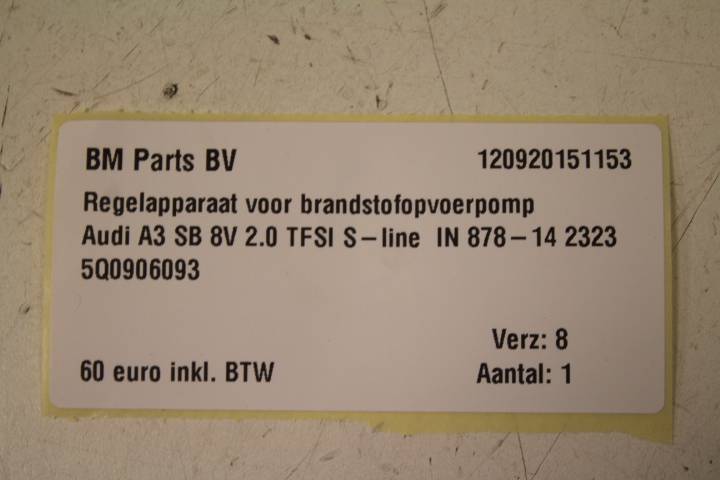 BM Parts BV 120920151153
Regelapparaat voor brandstofopvoerpomp
Audi A3 SB 8V 2.0 TFSI S-line IN 878-14 2323
5Q0906093
Verz: 8
60 euro inkl. BTW Aantal: 1